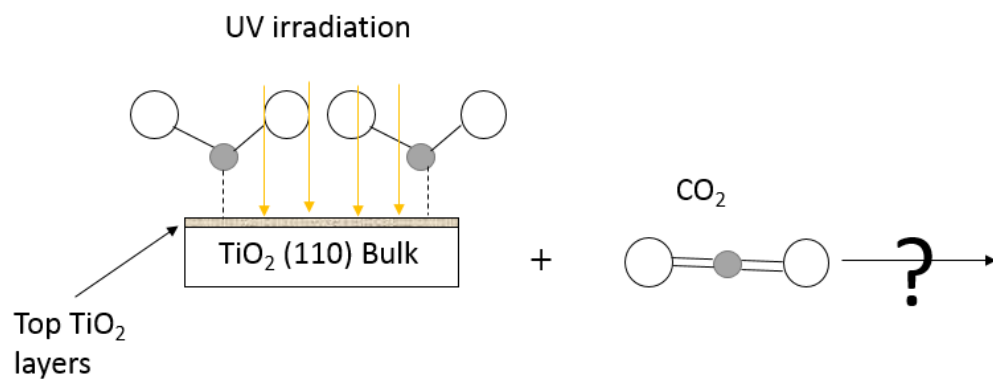 UV irradiation
CO₂
TiO₂ (110) Bulk
+
?
Top TiO₂
layers